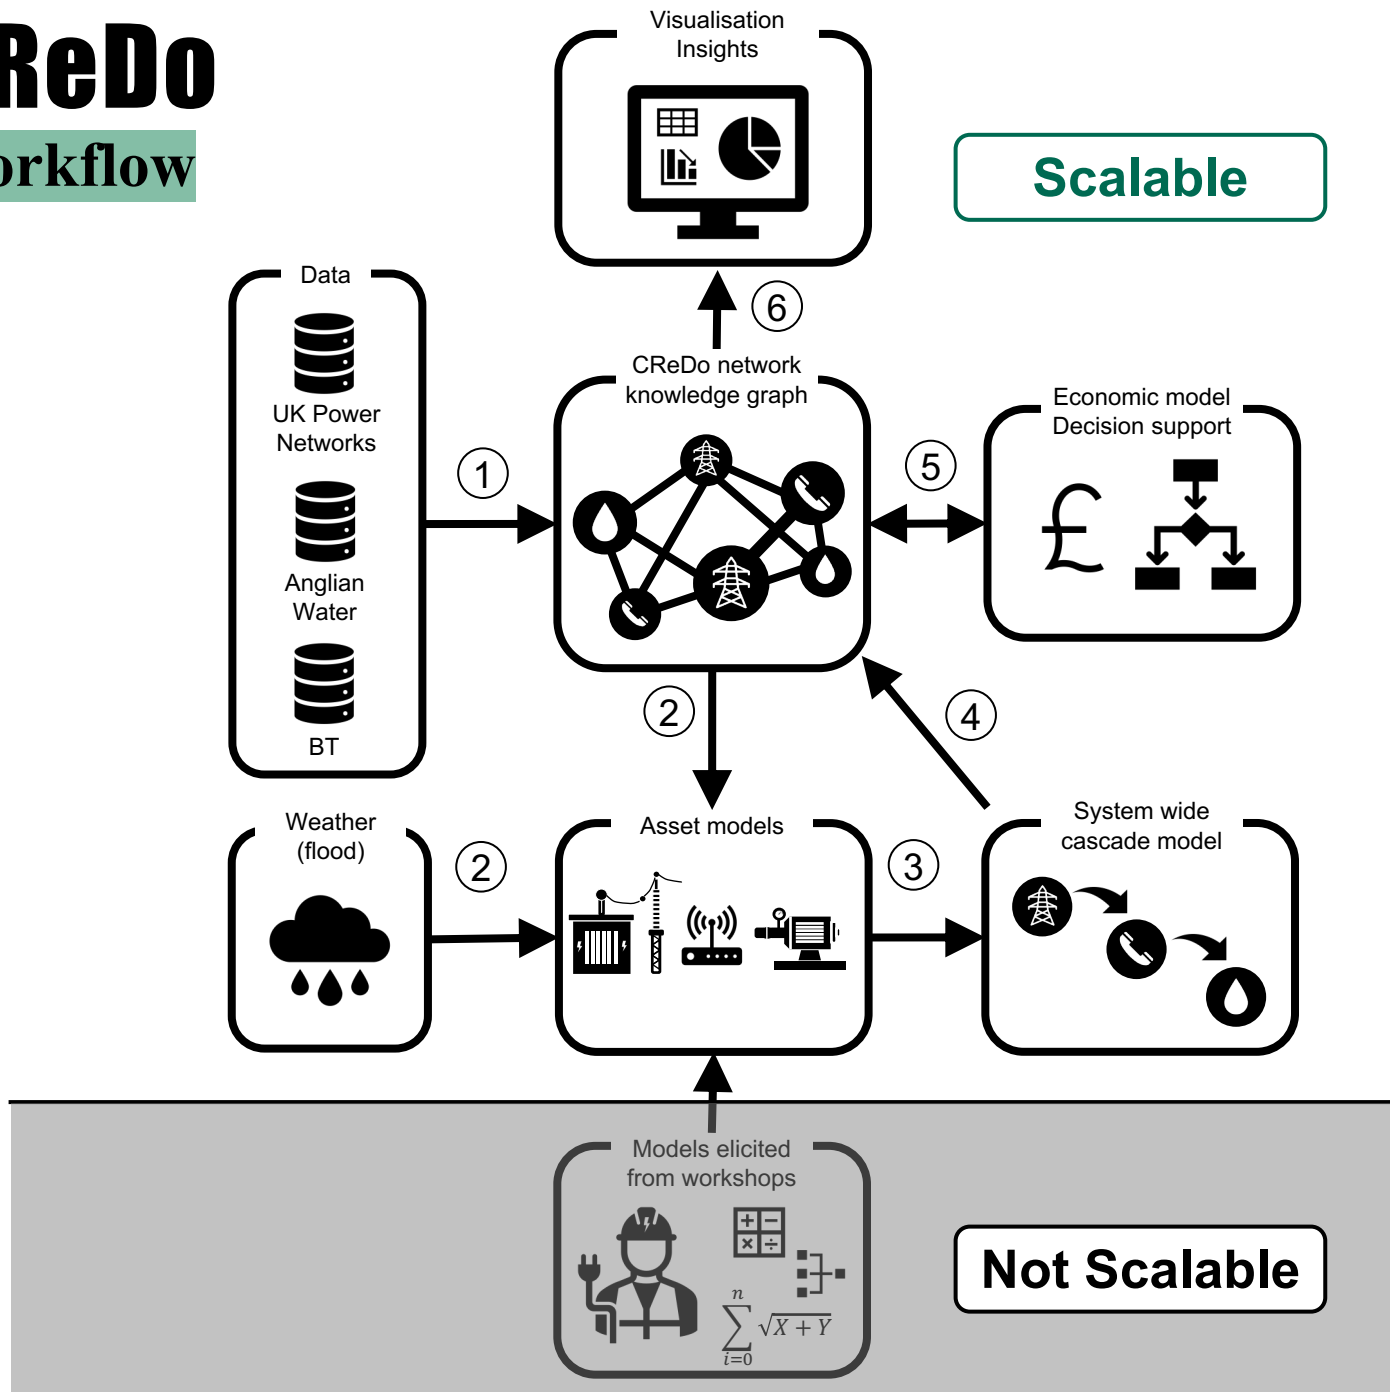 ReDo
orkflow
Visualisation
Insights
Scalable
Data
UK Power
Networks
Anglian
Water
BT
1
6
CReDo network
knowledge graph
5
Economic model
Decision support
£
2
4
Weather
(flood)
2
Asset models
3
System wide
cascade model
Models elicited
from workshops
+ −
× ÷
n
∑ √X + Y
i=0
Not Scalable